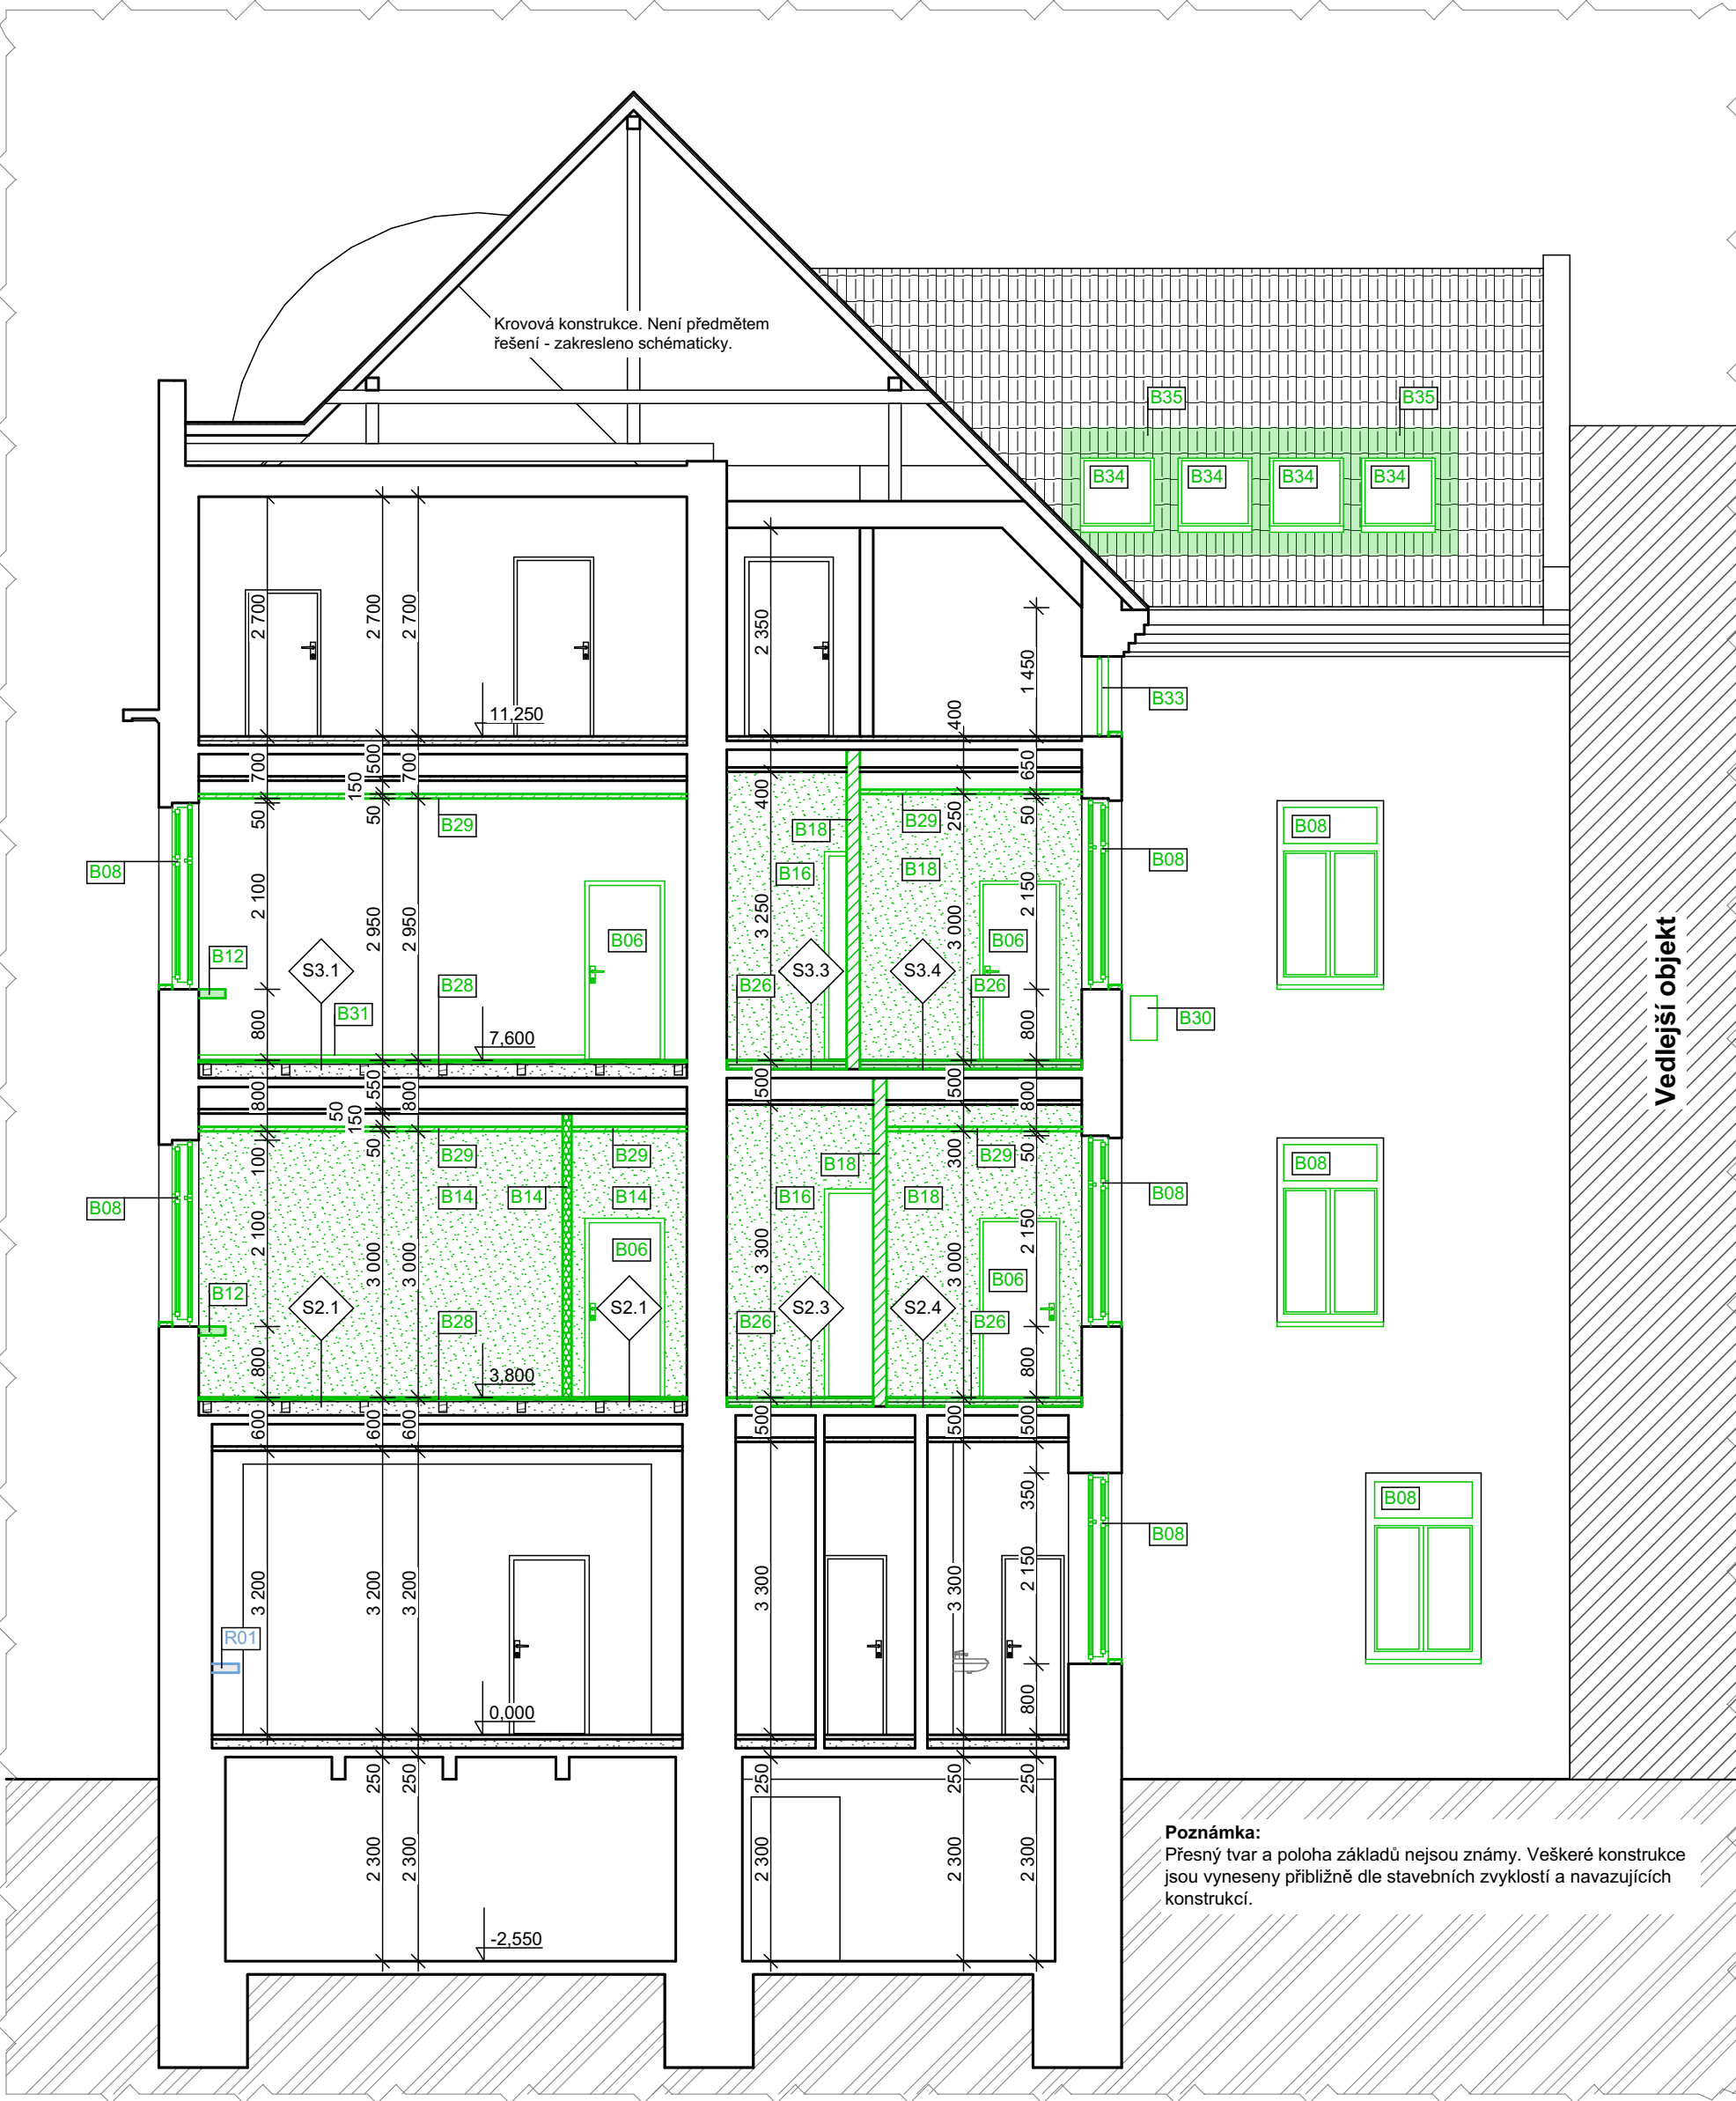 Krovová konstrukce. Není předmětem
řešení - zakresleno schématicky.
B35 B35
B34 B34 B34 B34
2 700 2 700 2 700 2 350 1 450
11,250
B33
400
700 150 500 700 400 650
50 50 250 50
B29 B18 B29 B08
B08 B16 B18 B08
2 100 2 950 2 950 3 250 3 000 2 150
B12 S3.1 B06 S3.3 S3.4 B06
B28 B26 B26
B31 B30
800 7,600 800
Vedlejší objekt
800 550 800 500 500 800
50 150
100 50 300 50
B29 B29 B18 B29 B08
B08 B14 B14 B14 B16 B18 B08
2 100 3 000 3 000 3 300 3 000 2 150
B06 B06
B12 S2.1 S2.1 S2.3 S2.4
B28 B26 B26
800 3,800 800
600 600 600 500 500 500
350 B08
B08
3 200 3 200 3 200 3 300 3 300 2 150
R01
0,000 800
250 250 250 250 250
2 300 2 300 2 300 2 300 2 300
-2,550
Poznámka:
Přesný tvar a poloha základů nejsou známy. Veškeré konstrukce
jsou vyneseny přibližně dle stavebních zvyklostí a navazujících
konstrukcí.